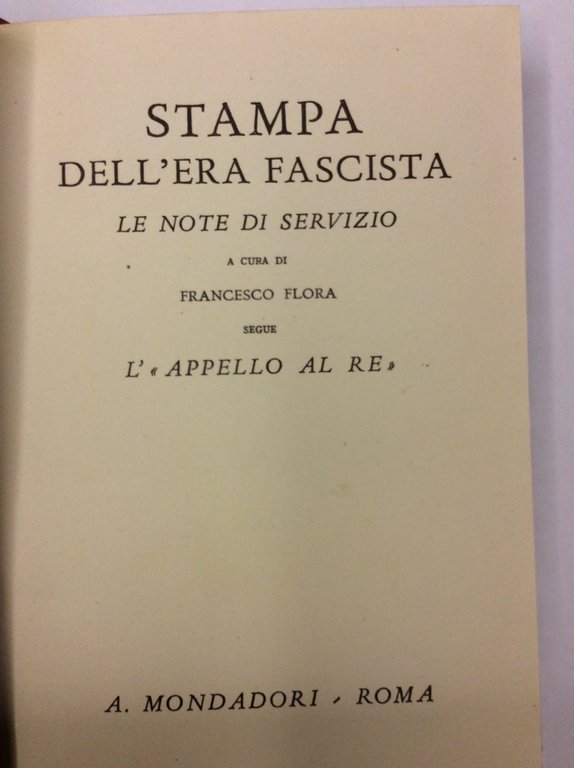 STAMPA
DELL'ERA FASCISTA
LE NOTE DI SERVIZIO
A CURA DI
FRANCESCO FLORA
SEGUE
L'«APPELLO AL RE»
A. MONDADORI - ROMA